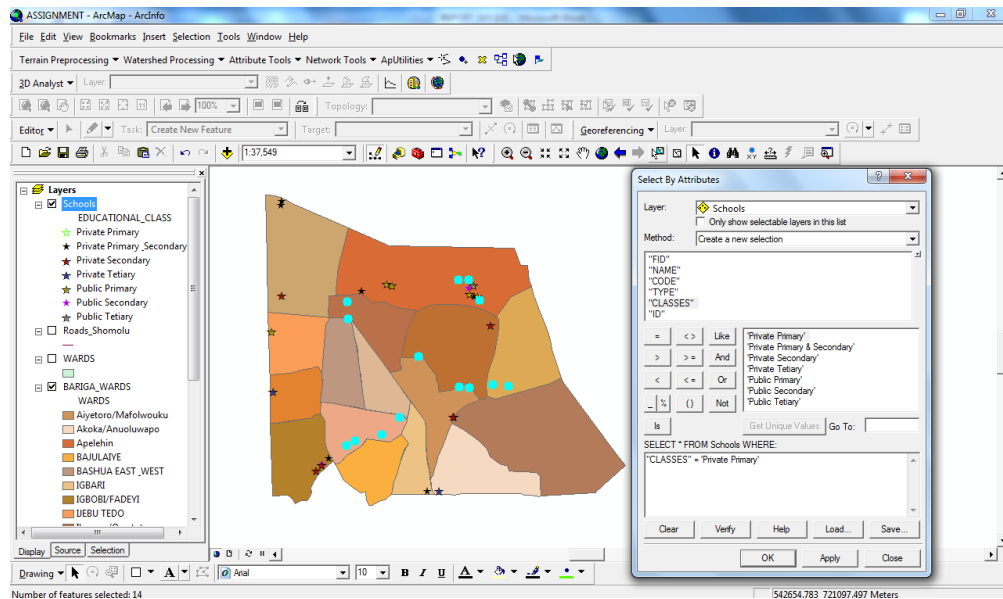 ASSIGNMENT - ArcMap - ArcInfo
File Edit View Bookmarks Insert Selection Tools Window Help
Terrain Preprocessing Watershed Processing Attribute Tools Network Tools ApUtilities
3D Analyst Layer:
100% Topology:
Editor Task: Create New Feature Target: Georeferencing Layer:
1:37,549
Layers
Schools
EDUCATIONAL_CLASS
Private Primary
Private Primary_Secondary
Private Secondary
Private Tetiary
Public Primary
Public Secondary
Public Tetiary
Roads_Shomolu
WARDS
BARIGA_WARDS
WARDS
Aiyetoro/Mafolwouku
Akoka/Anuoluwapo
Apelehin
BAJULAIYE
BASHUA EAST_WEST
IGBARI
IGBOBI/FADEYI
IJEBU TEDO
Display Source Selection
Select By Attributes
Layer: Schools
Only show selectable layers in this list
Method: Create a new selection
"FID"
"NAME"
"CODE"
"TYPE"
"CLASSES"
"ID"
= < > Like
> > = And
< < = Or
_ % ( ) Not
Is
'Private Primary'
'Private Primary & Secondary'
'Private Secondary'
'Private Tetiary'
'Public Primary'
'Public Secondary'
'Public Tetiary'
Get Unique Values Go To:
SELECT * FROM Schools WHERE:
"CLASSES" = 'Private Primary'
Clear Verify Help Load... Save...
OK Apply Close
Drawing A Arial 10 B I U A
Number of features selected: 14
542654.783 721097.497 Meters